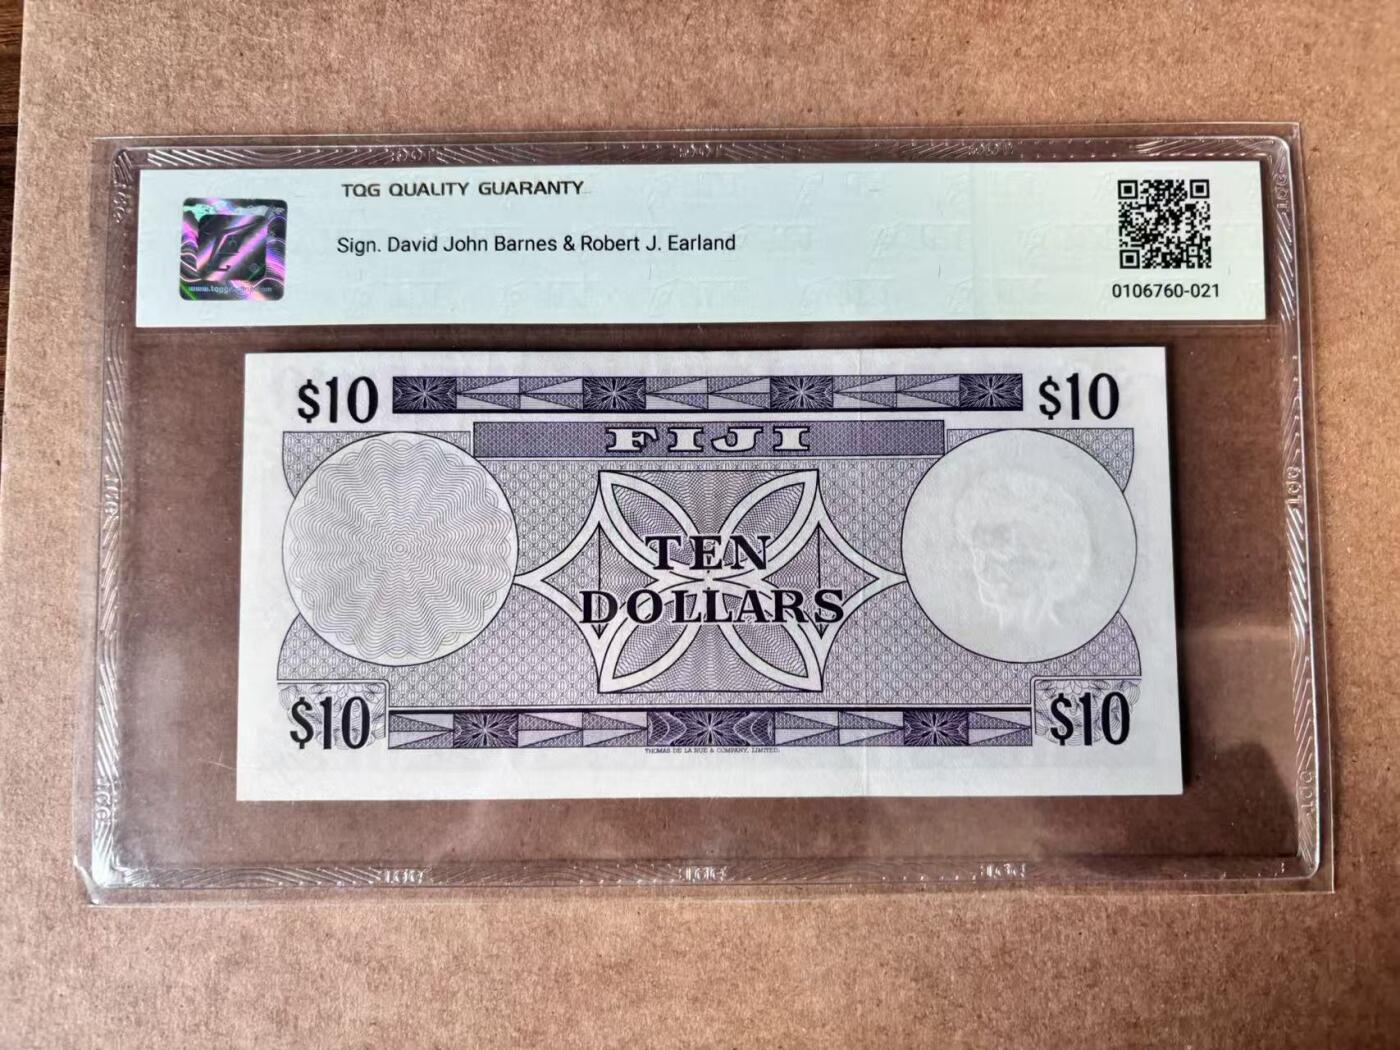 TQG QUALITY GUARANTY
Sign. David John Barnes & Robert J. Earland
0106760-021
$10
$10
FIJI
TEN
DOLLARS
$10
$10
THOMAS DE LA RUE & COMPANY, LIMITED.